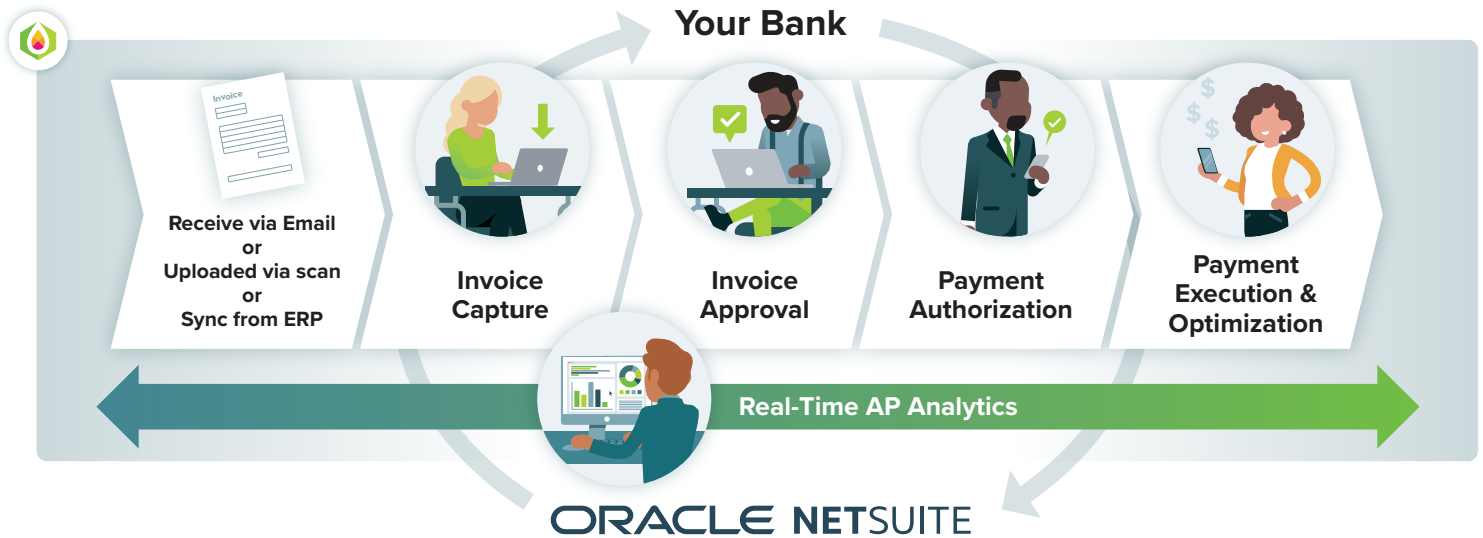 Your Bank
Invoice
Receive via Email
or
Uploaded via scan
or
Sync from ERP
Invoice
Capture
Invoice
Approval
Payment
Authorization
Payment
Execution &
Optimization
$
$
$
Real-Time AP Analytics
ORACLE NETSUITE